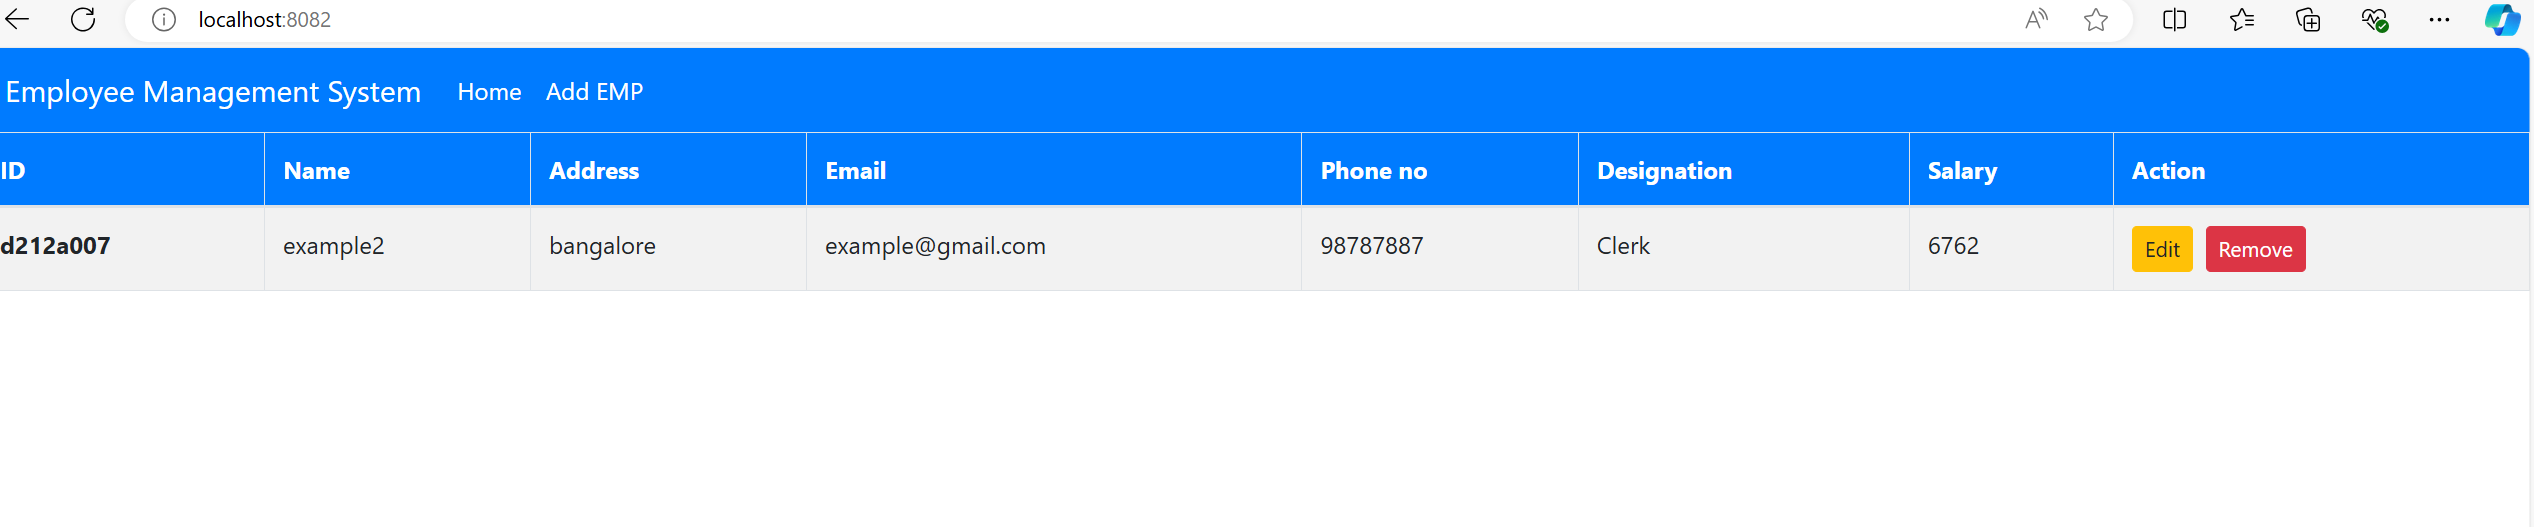 localhost:8082
Employee Management System Home Add EMP
ID Name Address Email Phone no Designation Salary Action
d212a007 example2 bangalore example@gmail.com 98787887 Clerk 6762 Edit Remove